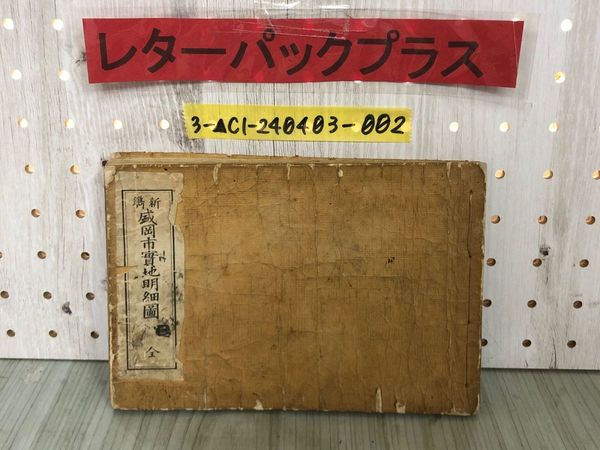 レターパックプラス
3-▲C1-240403-002
新撰
盛岡市實地明細圖
全